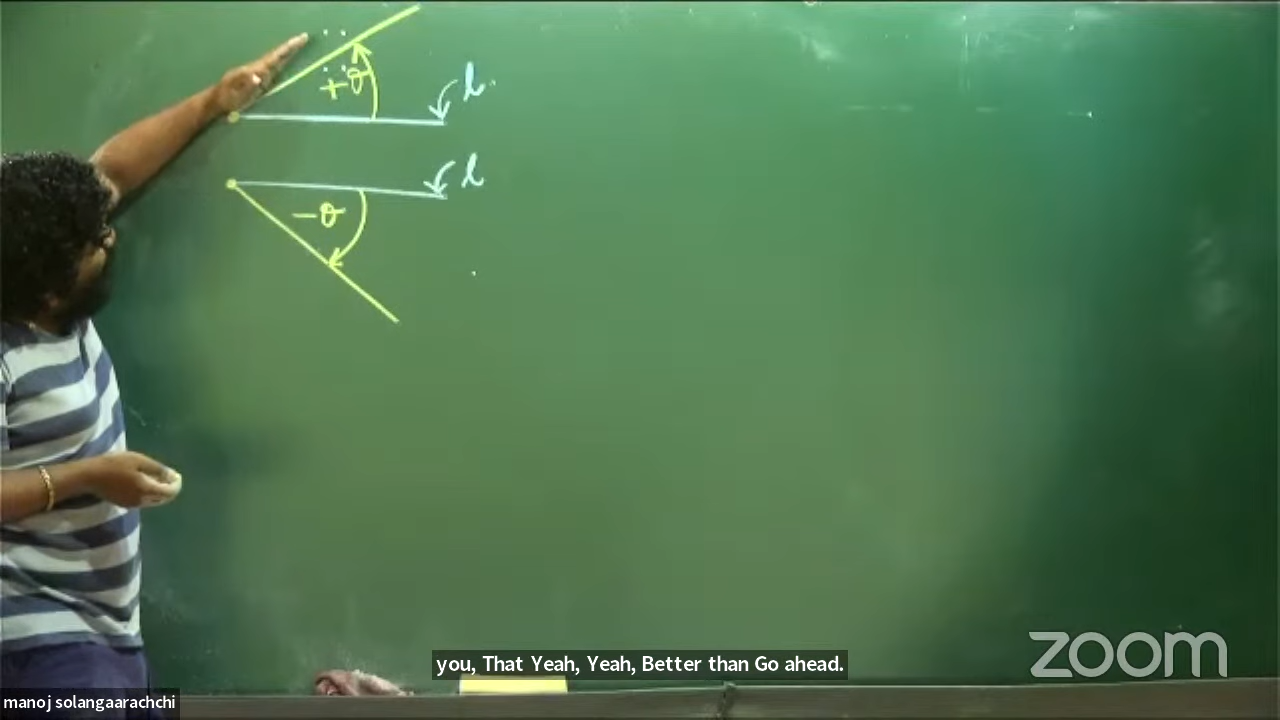 +θ
l
l
-θ
you, That Yeah, Yeah, Better than Go ahead.
zoom
manoj solangaarachchi